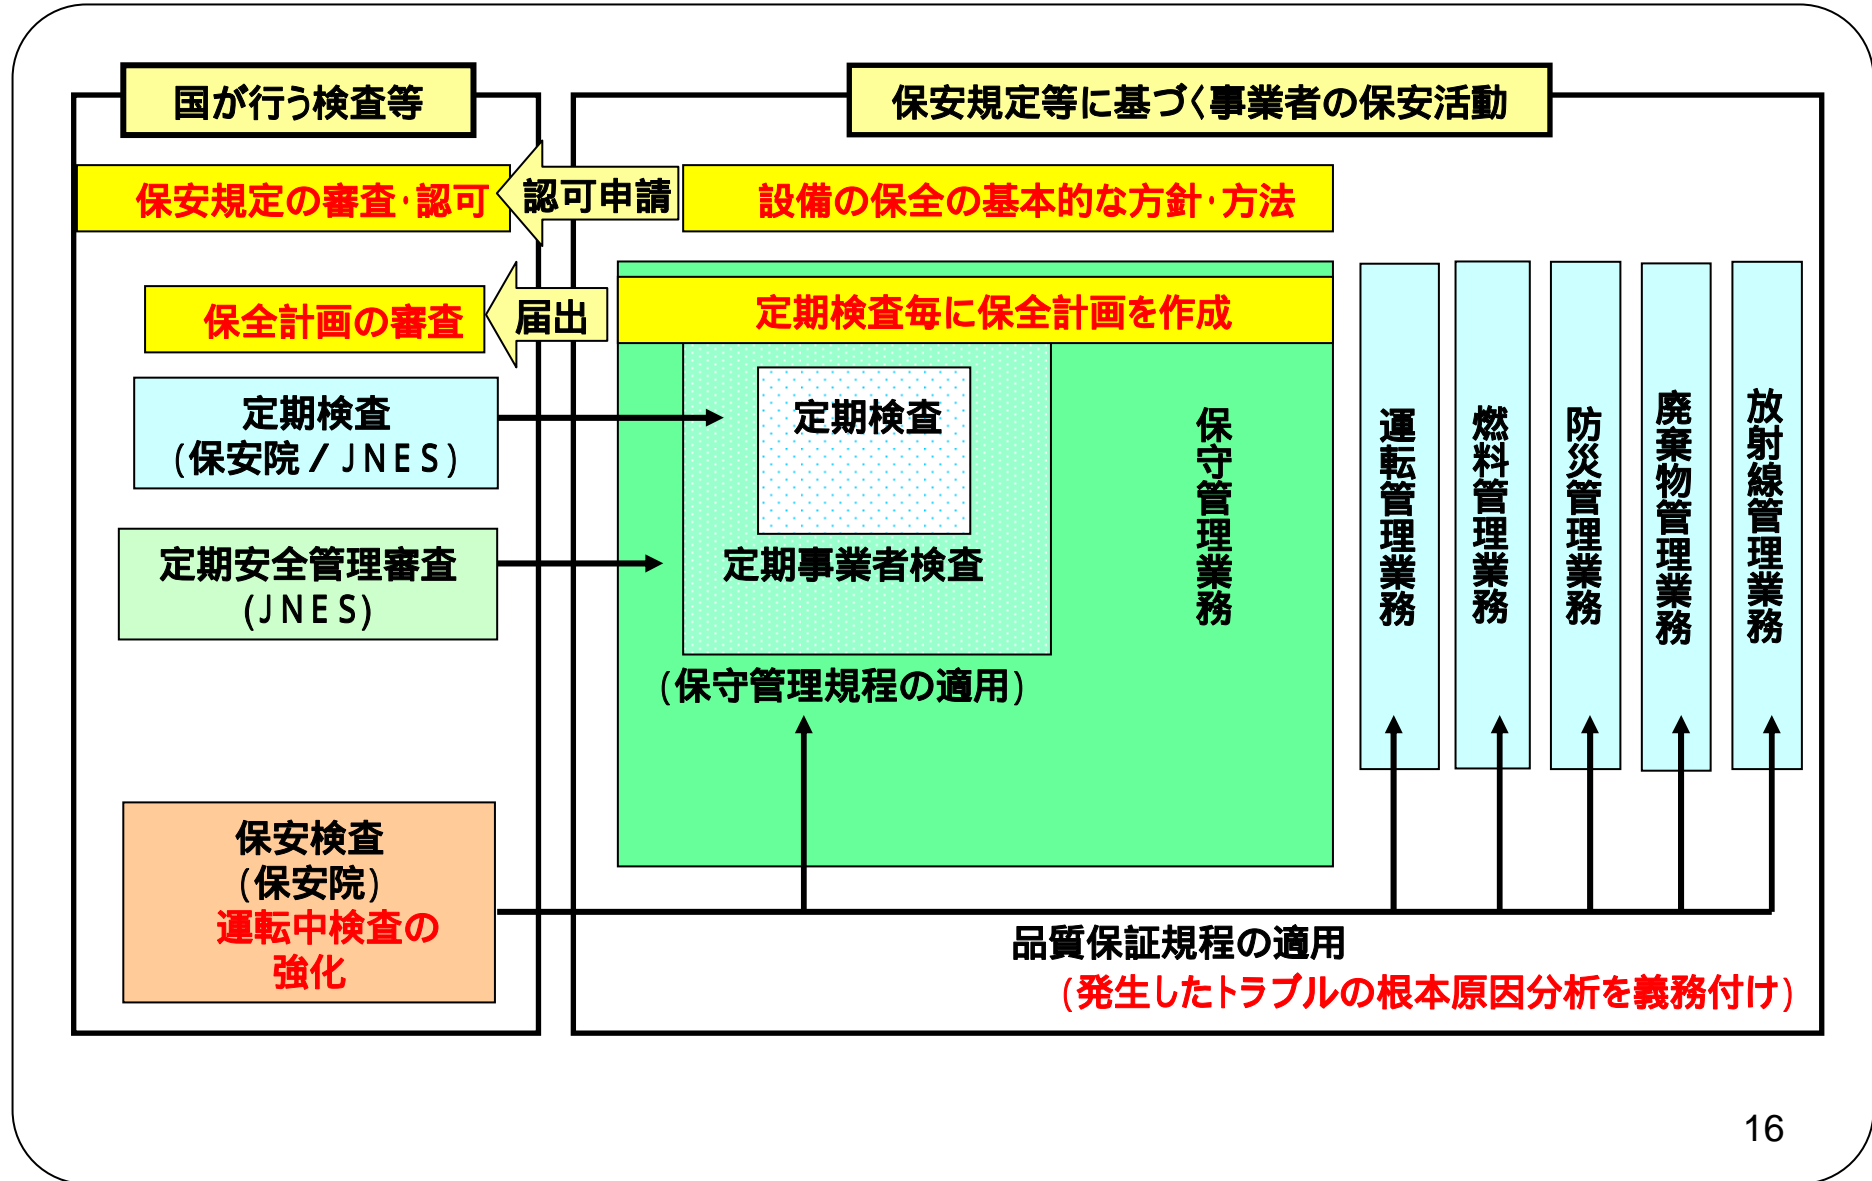 国が行う検査等
保安規定等に基づく事業者の保安活動
保安規定の審査・認可
認可申請
設備の保全の基本的な方針・方法
保全計画の審査
届出
定期検査毎に保全計画を作成
定期検査
(保安院/JNES)
定期検査
定期安全管理審査
(JNES)
定期事業者検査
(保守管理規程の適用)
保守管理業務
運転管理業務
燃料管理業務
防災管理業務
廃棄物管理業務
放射線管理業務
保安検査
(保安院)
運転中検査の
強化
品質保証規程の適用
(発生したトラブルの根本原因分析を義務付け)
16